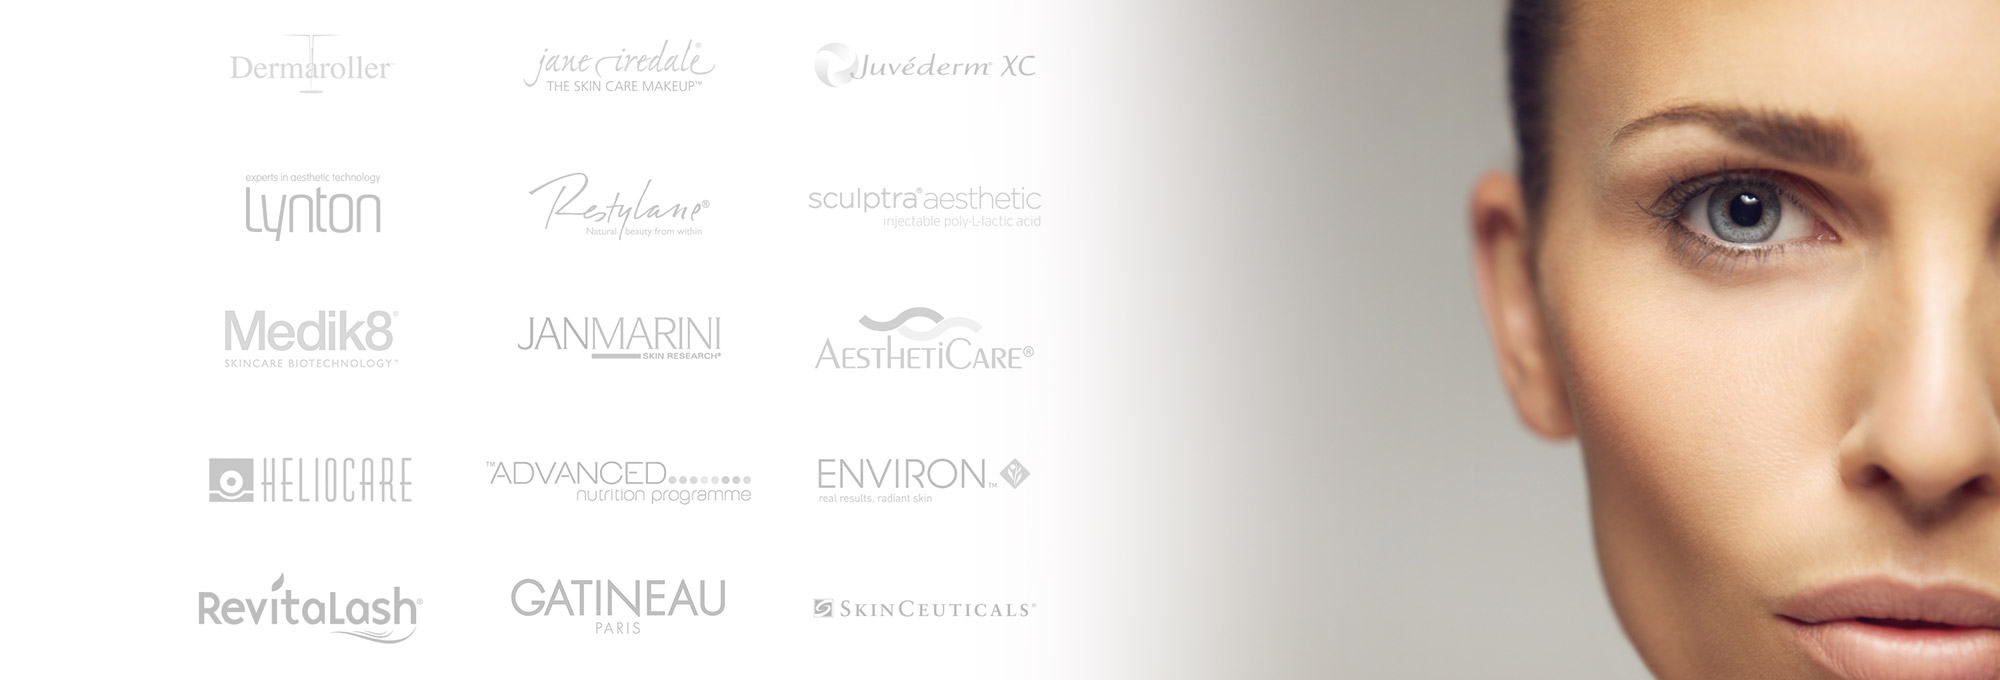 Dermaroller
jane iredale®
THE SKIN CARE MAKEUP™
Juvéderm® XC
experts in aesthetic technology
Lynton
Restylane®
Natural beauty from within
sculptra® aesthetic
injectable poly-L-lactic acid
Medik8®
SKINCARE BIOTECHNOLOGY™
JANMARINI
SKIN RESEARCH®
AESTHETICARE®
HELIOCARE
™ADVANCED
nutrition programme
ENVIRON™
real results. radiant skin
RevitaLash®
GATINEAU
PARIS
SKINCEUTICALS®